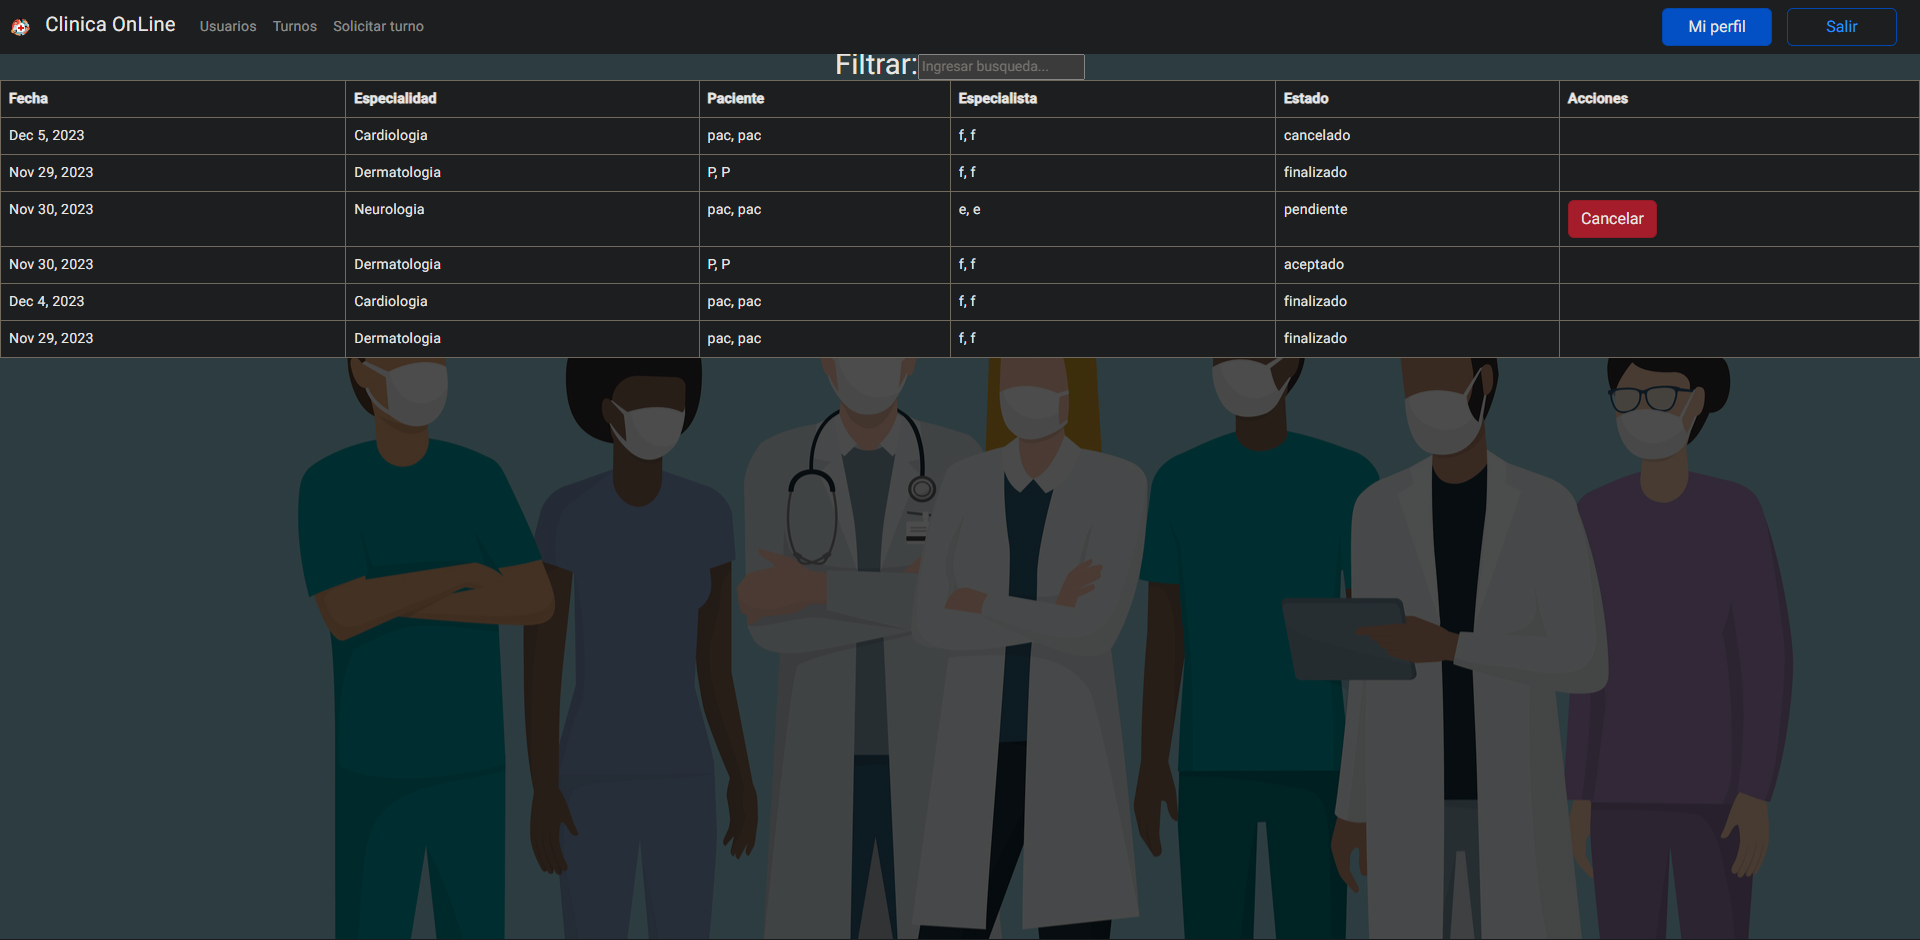 Clinica OnLine Usuarios Turnos Solicitar turno Mi perfil Salir
Filtrar: Ingresar busqueda...
Fecha Especialidad Paciente Especialista Estado Acciones
Dec 5, 2023 Cardiologia pac, pac f, f cancelado
Nov 29, 2023 Dermatologia P, P f, f finalizado
Nov 30, 2023 Neurologia pac, pac e, e pendiente Cancelar
Nov 30, 2023 Dermatologia P, P f, f aceptado
Dec 4, 2023 Cardiologia pac, pac f, f finalizado
Nov 29, 2023 Dermatologia pac, pac f, f finalizado